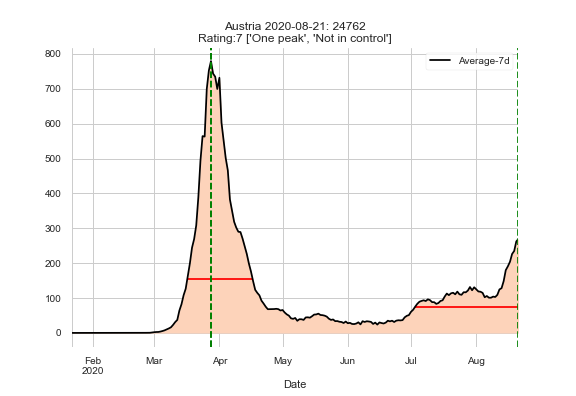 Austria 2020-08-21: 24762
Rating:7 ['One peak', 'Not in control']
Average-7d
800
700
600
500
400
300
200
100
0
Feb
2020
Mar
Apr
May
Jun
Jul
Aug
Date